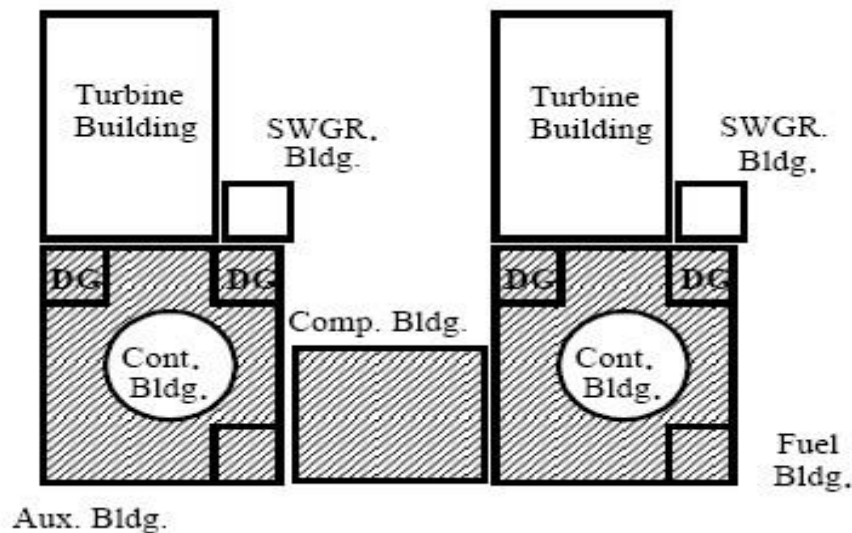 Turbine
Building
SWGR.
Bldg.
Turbine
Building
SWGR.
Bldg.
DG
DG
DG
DG
Comp. Bldg.
Cont.
Bldg.
Cont.
Bldg.
Fuel
Bldg.
Aux. Bldg.